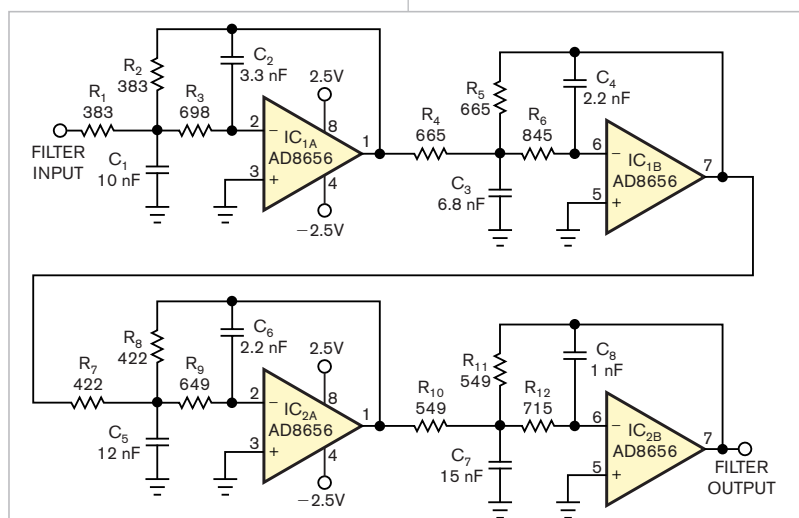 R1
383
R2
383
R3
698
C1
10 nF
C2
3.3 nF
FILTER
INPUT
2
3
IC1A
AD8656
2.5V
8
4
−2.5V
1
−
+
R4
665
R5
665
R6
845
C3
6.8 nF
C4
2.2 nF
6
5
−
+
IC1B
AD8656
7
R7
422
R8
422
R9
649
C5
12 nF
C6
2.2 nF
2
3
−
+
IC2A
AD8656
2.5V
8
4
−2.5V
1
R10
549
R11
549
R12
715
C7
15 nF
C8
1 nF
6
5
−
+
IC2B
AD8656
7
FILTER
OUTPUT